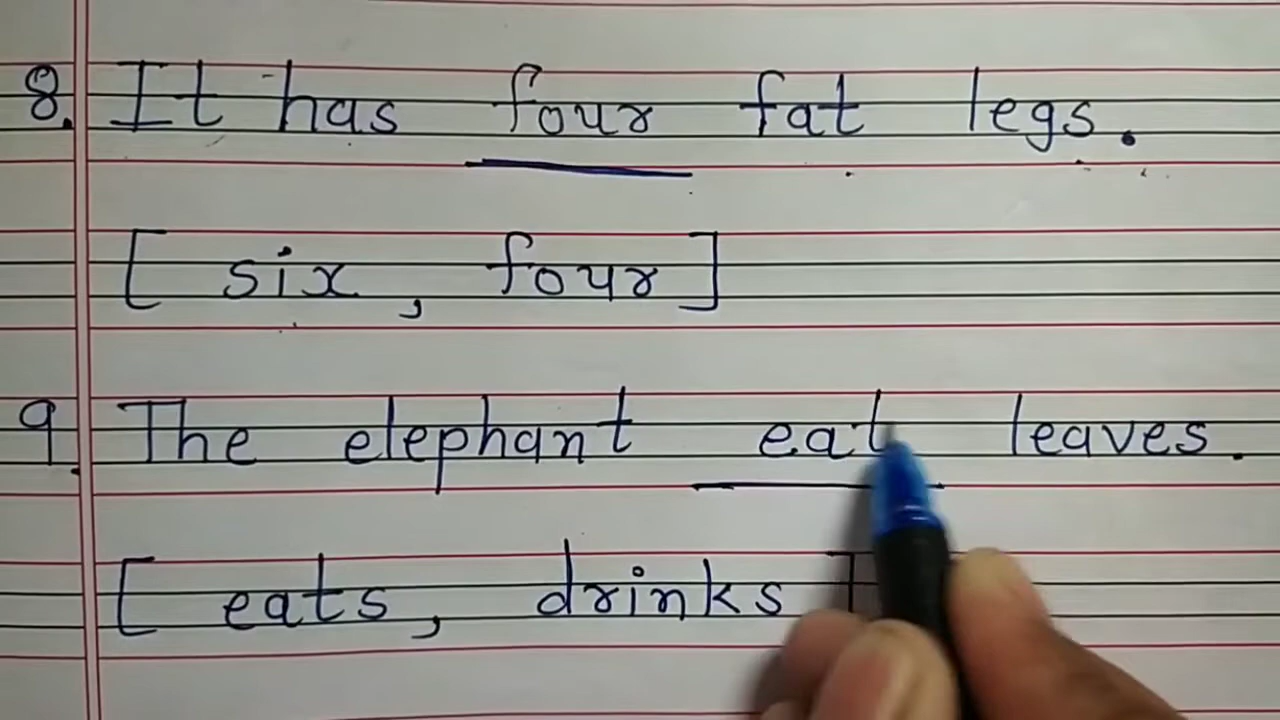 8. It has four fat legs.
[ six, four ]
9. The elephant eat leaves.
[ eats, drinks ]